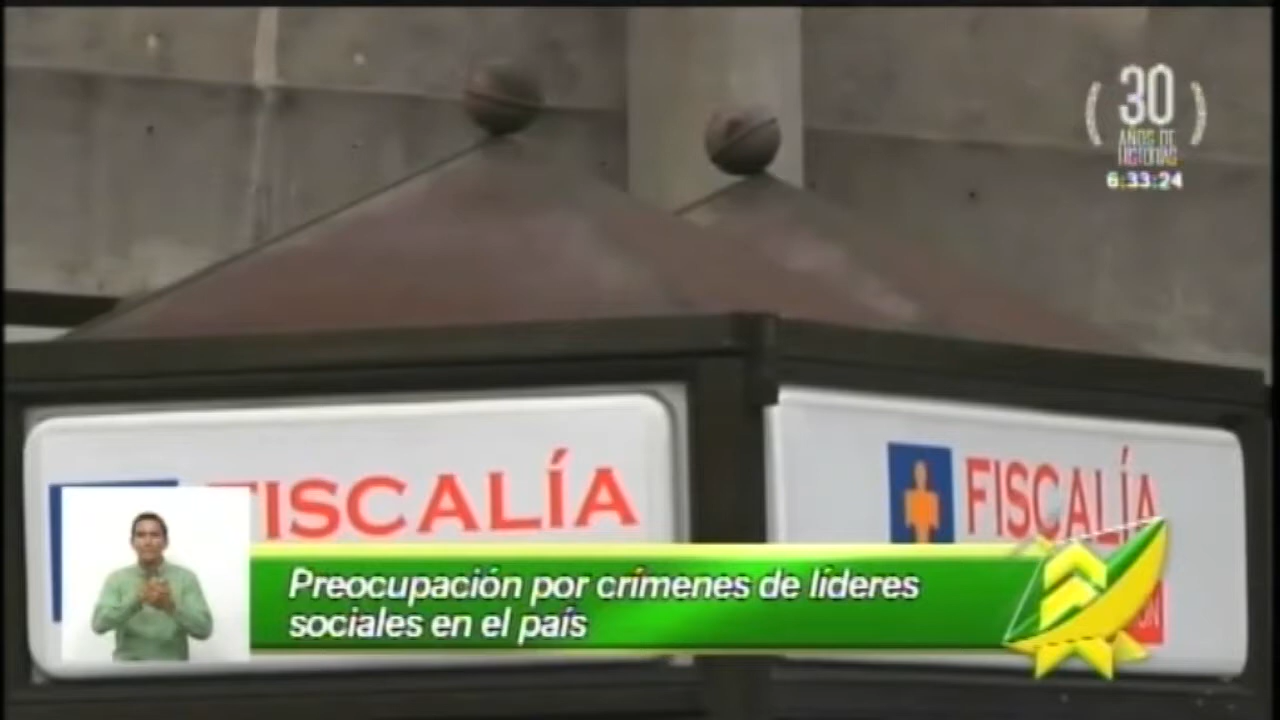 30
AÑOS DE
HISTORIAS
6:33:24
FISCALÍA
FISCALÍA
Preocupación por crímenes de líderes
sociales en el país